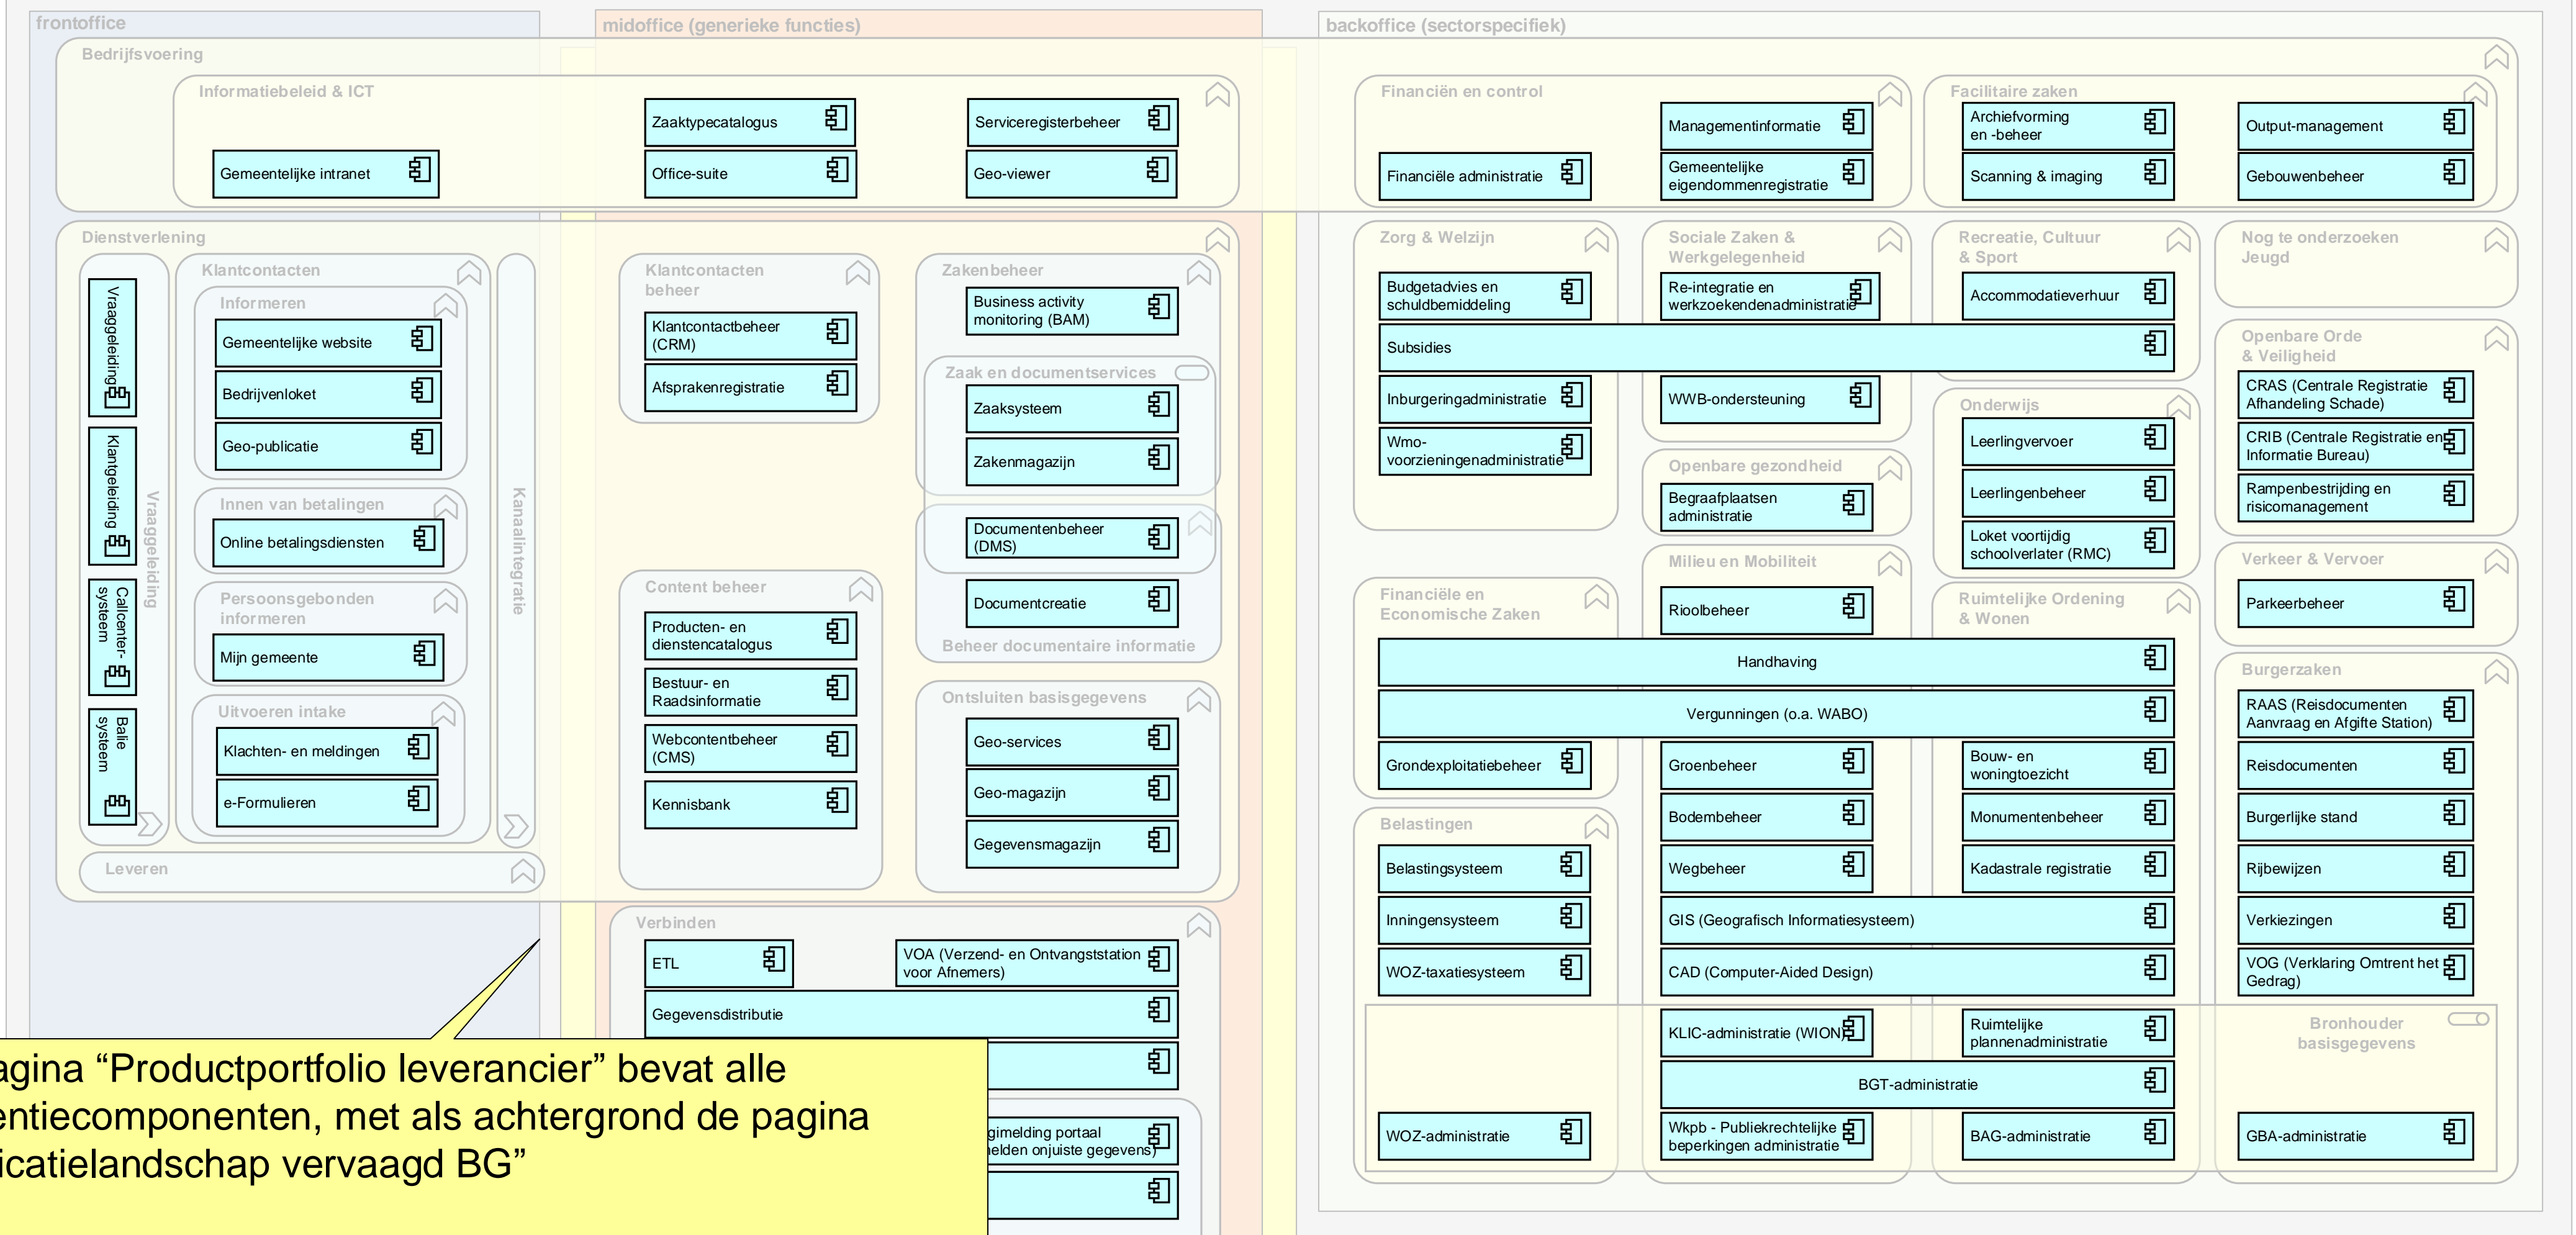 frontoffice
midoffice (generieke functies)
backoffice (sectorspecifiek)
Bedrijfsvoering
Informatiebeleid & ICT
Gemeentelijke intranet
Zaaktypecatalogus
Office-suite
Serviceregisterbeheer
Geo-viewer
Financiën en control
Financiële administratie
Managementinformatie
Gemeentelijke
eigendommenregistratie
Facilitaire zaken
Archiefvorming
en -beheer
Scanning & imaging
Output-management
Gebouwenbeheer
Dienstverlening
Vraaggeleiding
Klantgeleiding
Callcenter-
systeem
Balie
systeem
Vraaggeleiding
Klantcontacten
Informeren
Gemeentelijke website
Bedrijvenloket
Geo-publicatie
Innen van betalingen
Online betalingsdiensten
Persoonsgebonden
informeren
Mijn gemeente
Uitvoeren intake
Klachten- en meldingen
e-Formulieren
Kanaalintegratie
Leveren
Klantcontacten
beheer
Klantcontactbeheer
(CRM)
Afsprakenregistratie
Content beheer
Producten- en
dienstencatalogus
Bestuur- en
Raadsinformatie
Webcontentbeheer
(CMS)
Kennisbank
Zakenbeheer
Business activity
monitoring (BAM)
Zaak en documentservices
Zaaksysteem
Zakenmagazijn
Documentenbeheer
(DMS)
Documentcreatie
Beheer documentaire informatie
Ontsluiten basisgegevens
Geo-services
Geo-magazijn
Gegevensmagazijn
Verbinden
ETL
VOA (Verzend- en Ontvangststation
voor Afnemers)
Gegevensdistributie
gimelding portaal
elden onjuiste gegevens)
agina “Productportfolio leverancier” bevat alle
entiecomponenten, met als achtergrond de pagina
icatielandschap vervaagd BG”
Zorg & Welzijn
Budgetadvies en
schuldbemiddeling
Subsidies
Inburgeringadministratie
Wmo-
voorzieningenadministratie
Sociale Zaken &
Werkgelegenheid
Re-integratie en
werkzoekendenadministratie
WWB-ondersteuning
Openbare gezondheid
Begraafplaatsen
administratie
Recreatie, Cultuur
& Sport
Accommodatieverhuur
Onderwijs
Leerlingvervoer
Leerlingenbeheer
Loket voortijdig
schoolverlater (RMC)
Nog te onderzoeken
Jeugd
Openbare Orde
& Veiligheid
CRAS (Centrale Registratie
Afhandeling Schade)
CRIB (Centrale Registratie en
Informatie Bureau)
Rampenbestrijding en
risicomanagement
Verkeer & Vervoer
Parkeerbeheer
Financiële en
Economische Zaken
Milieu en Mobiliteit
Rioolbeheer
Ruimtelijke Ordening
& Wonen
Handhaving
Vergunningen (o.a. WABO)
Grondexploitatiebeheer
Groenbeheer
Bodembeheer
Wegbeheer
Bouw- en
woningtoezicht
Monumentenbeheer
Kadastrale registratie
GIS (Geografisch Informatiesysteem)
CAD (Computer-Aided Design)
Belastingen
Belastingsysteem
Inningensysteem
WOZ-taxatiesysteem
Burgerzaken
RAAS (Reisdocumenten
Aanvraag en Afgifte Station)
Reisdocumenten
Burgerlijke stand
Rijbewijzen
Verkiezingen
VOG (Verklaring Omtrent het
Gedrag)
KLIC-administratie (WION)
Ruimtelijke
plannenadministratie
Bronhouder
basisgegevens
BGT-administratie
WOZ-administratie
Wkpb - Publiekrechtelijke
beperkingen administratie
BAG-administratie
GBA-administratie